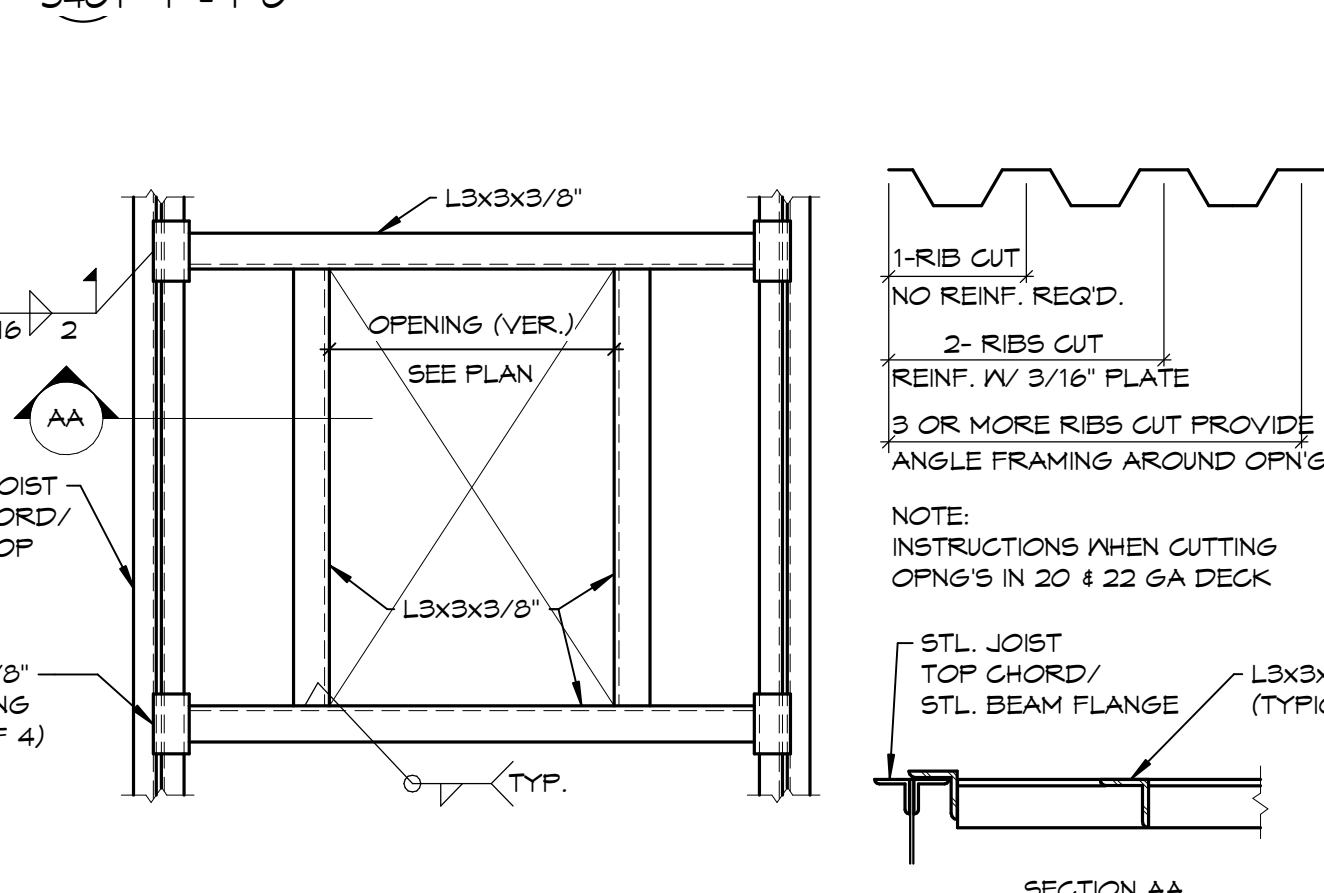 L3x3x3/8"
2
OPENING (VER.)
SEE PLAN
AA
L3x3x3/8"
TYP.
1-RIB CUT
NO REINF. REQ'D.
2- RIBS CUT
REINF. W/ 3/16" PLATE
3 OR MORE RIBS CUT PROVIDE
ANGLE FRAMING AROUND OPN'G
NOTE:
INSTRUCTIONS WHEN CUTTING
OPNG'S IN 20 & 22 GA DECK
STL. JOIST
TOP CHORD/
STL. BEAM FLANGE
SECTION AA